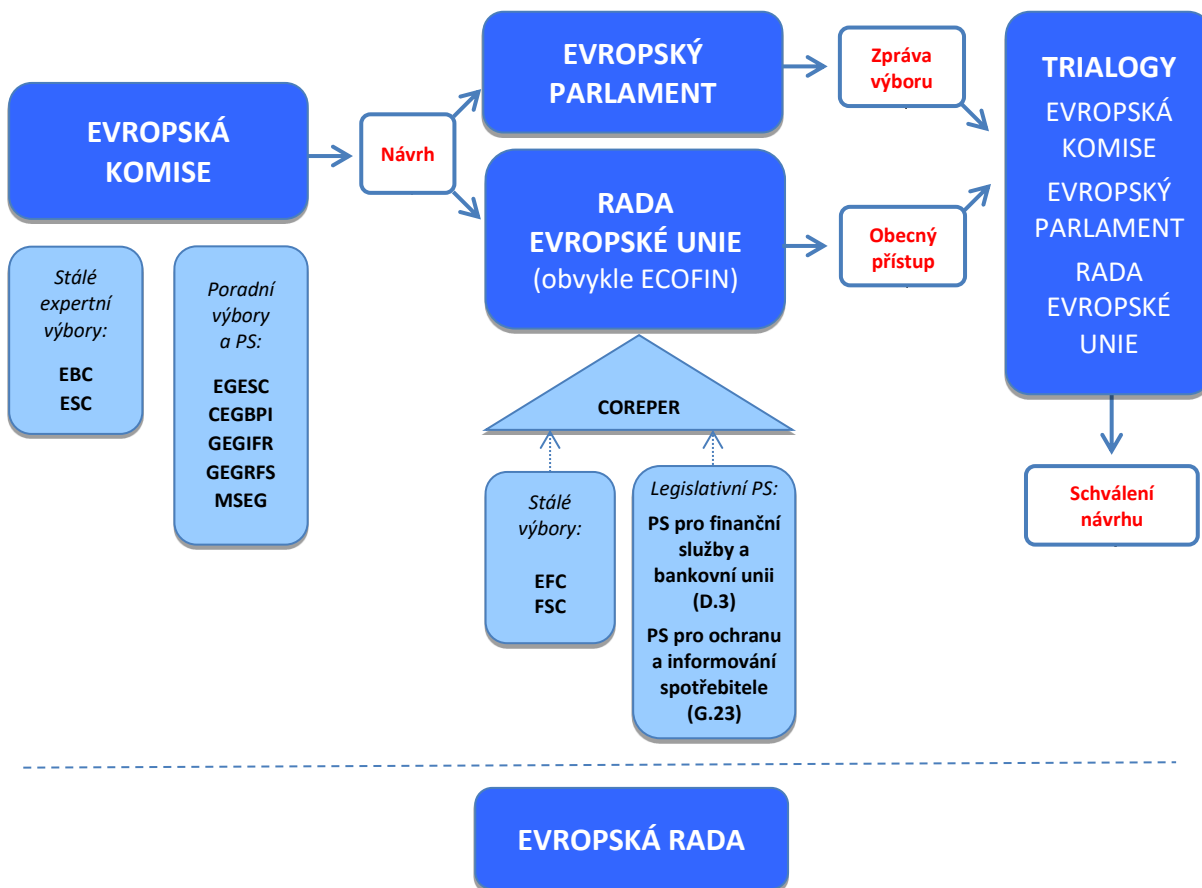 EVROPSKÁ
KOMISE
Návrh
EVROPSKÝ
PARLAMENT
RADA
EVROPSKÉ UNIE
(obvykle ECOFIN)
Zpráva
výboru
Obecný
přístup
TRIALOGY
EVROPSKÁ
KOMISE
EVROPSKÝ
PARLAMENT
RADA
EVROPSKÉ
UNIE
Schválení
návrhu
Stálé
expertní
výbory:
EBC
ESC
Poradní
výbory
a PS:
EGESC
CEGBPI
GEGIFR
GEGRFS
MSEG
COREPER
Stálé
výbory:
EFC
FSC
Legislativní PS:
PS pro finanční
služby a
bankovní unii
(D.3)
PS pro ochranu
a informování
spotřebitele
(G.23)
EVROPSKÁ RADA